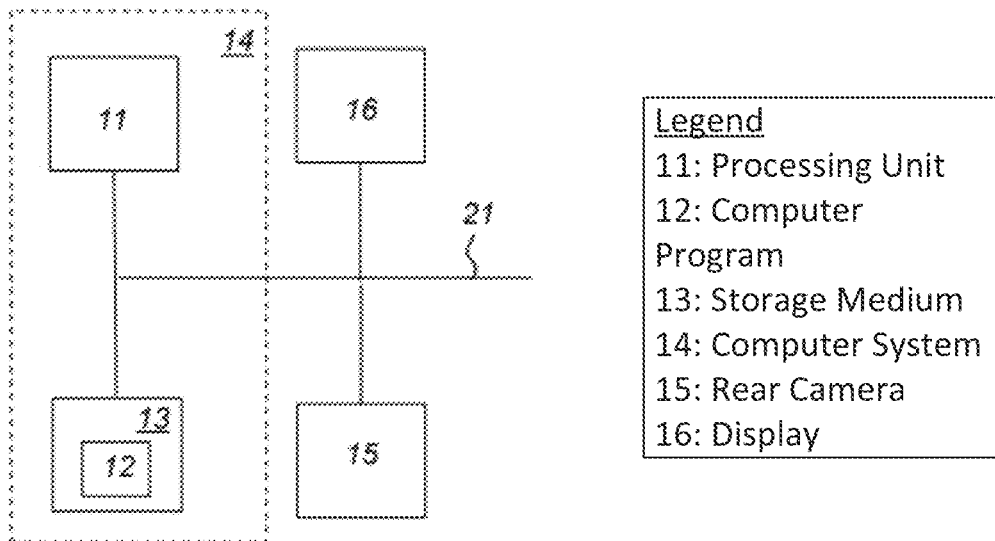 14
11
16
21
13
12
15
Legend
11: Processing Unit
12: Computer
Program
13: Storage Medium
14: Computer System
15: Rear Camera
16: Display